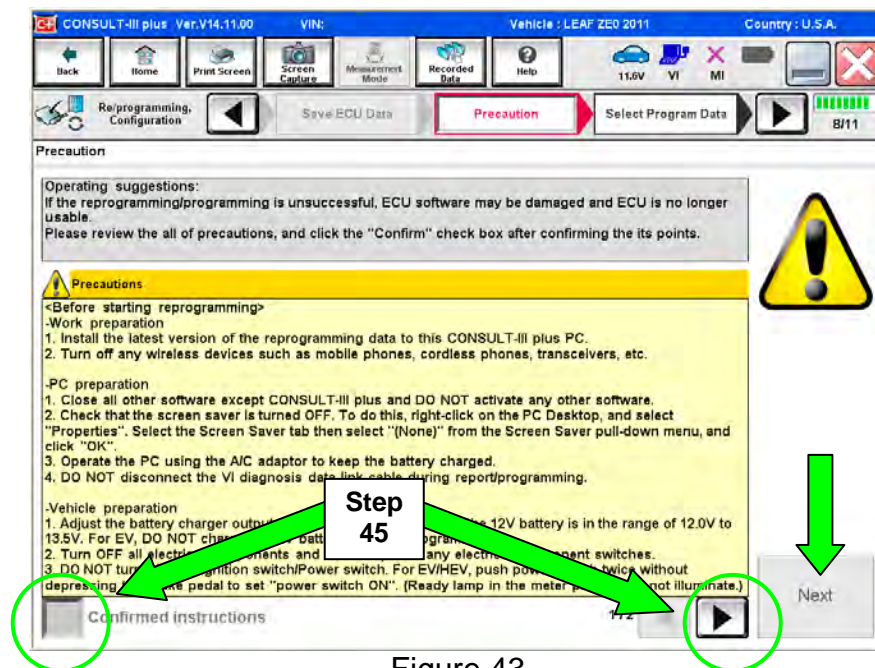 CONSULT-III plus Ver.V14.11.00 VIN: Vehicle : LEAF ZE0 2011 Country : U.S.A.
Back
Home
Print Screen
Screen Capture
Measurement Mode
Recorded Data
Help
11.6V
VI
MI
Re/programming, Configuration
Save ECU Data
Precaution
Select Program Data
8/11
Precaution
Operating suggestions:
If the reprogramming/programming is unsuccessful, ECU software may be damaged and ECU is no longer
usable.
Please review the all of precautions, and click the "Confirm" check box after confirming the its points.
Precautions
<Before starting reprogramming>
-Work preparation
1. Install the latest version of the reprogramming data to this CONSULT-III plus PC.
2. Turn off any wireless devices such as mobile phones, cordless phones, transceivers, etc.
-PC preparation
1. Close all other software except CONSULT-III plus and DO NOT activate any other software.
2. Check that the screen saver is turned OFF. To do this, right-click on the PC Desktop, and select
"Properties". Select the Screen Saver tab then select "(None)" from the Screen Saver pull-down menu, and
click "OK".
3. Operate the PC using the A/C adaptor to keep the battery charged.
4. DO NOT disconnect the VI diagnosis data link cable during report/programming.
-Vehicle preparation
1. Adjust the battery charger outp 12V battery is in the range of 12.0V to
13.5V. For EV, DO NOT
2. Turn OFF all and any switches.
3. DO NOT switch/Power switch. For EV/HEV, push without
depressing pedal to set "power switch ON". (Ready lamp in the meter not illuminate.)
Step
45
Confirmed instructions
1/2
Next
Figure 43